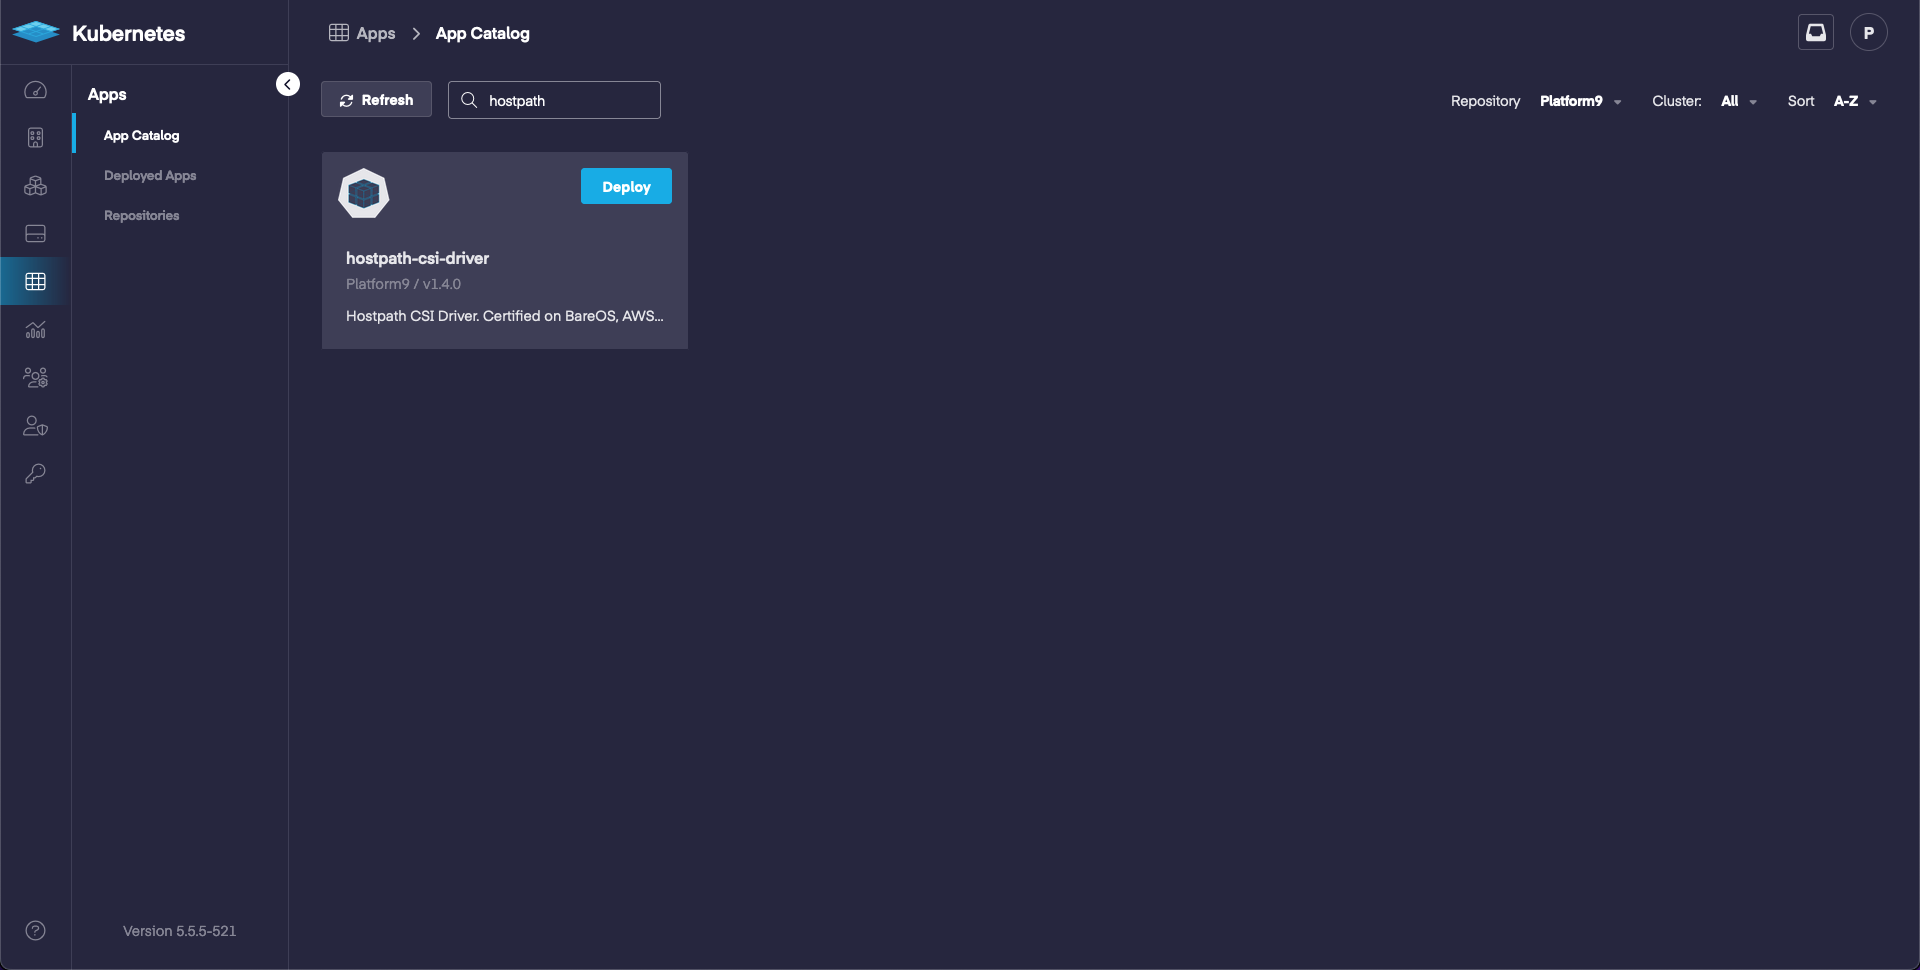 Kubernetes
Apps
App Catalog
P
Apps
App Catalog
Deployed Apps
Repositories
Refresh
hostpath
Repository
Platform9
Cluster:
All
Sort
A-Z
Deploy
hostpath-csi-driver
Platform9 / v1.4.0
Hostpath CSI Driver. Certified on BareOS, AWS...
?
Version 5.5.5-521